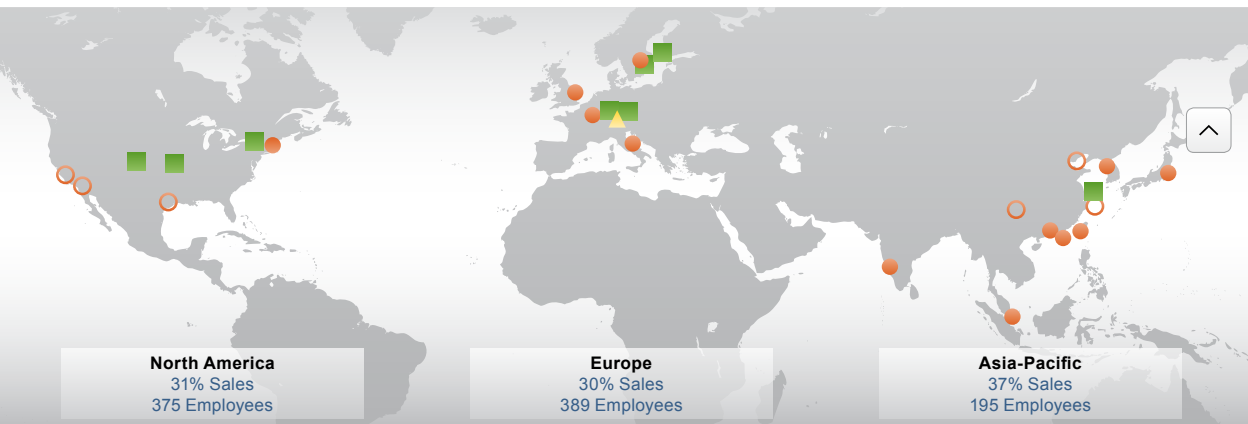 North America
31% Sales
375 Employees
Europe
30% Sales
389 Employees
Asia-Pacific
37% Sales
195 Employees